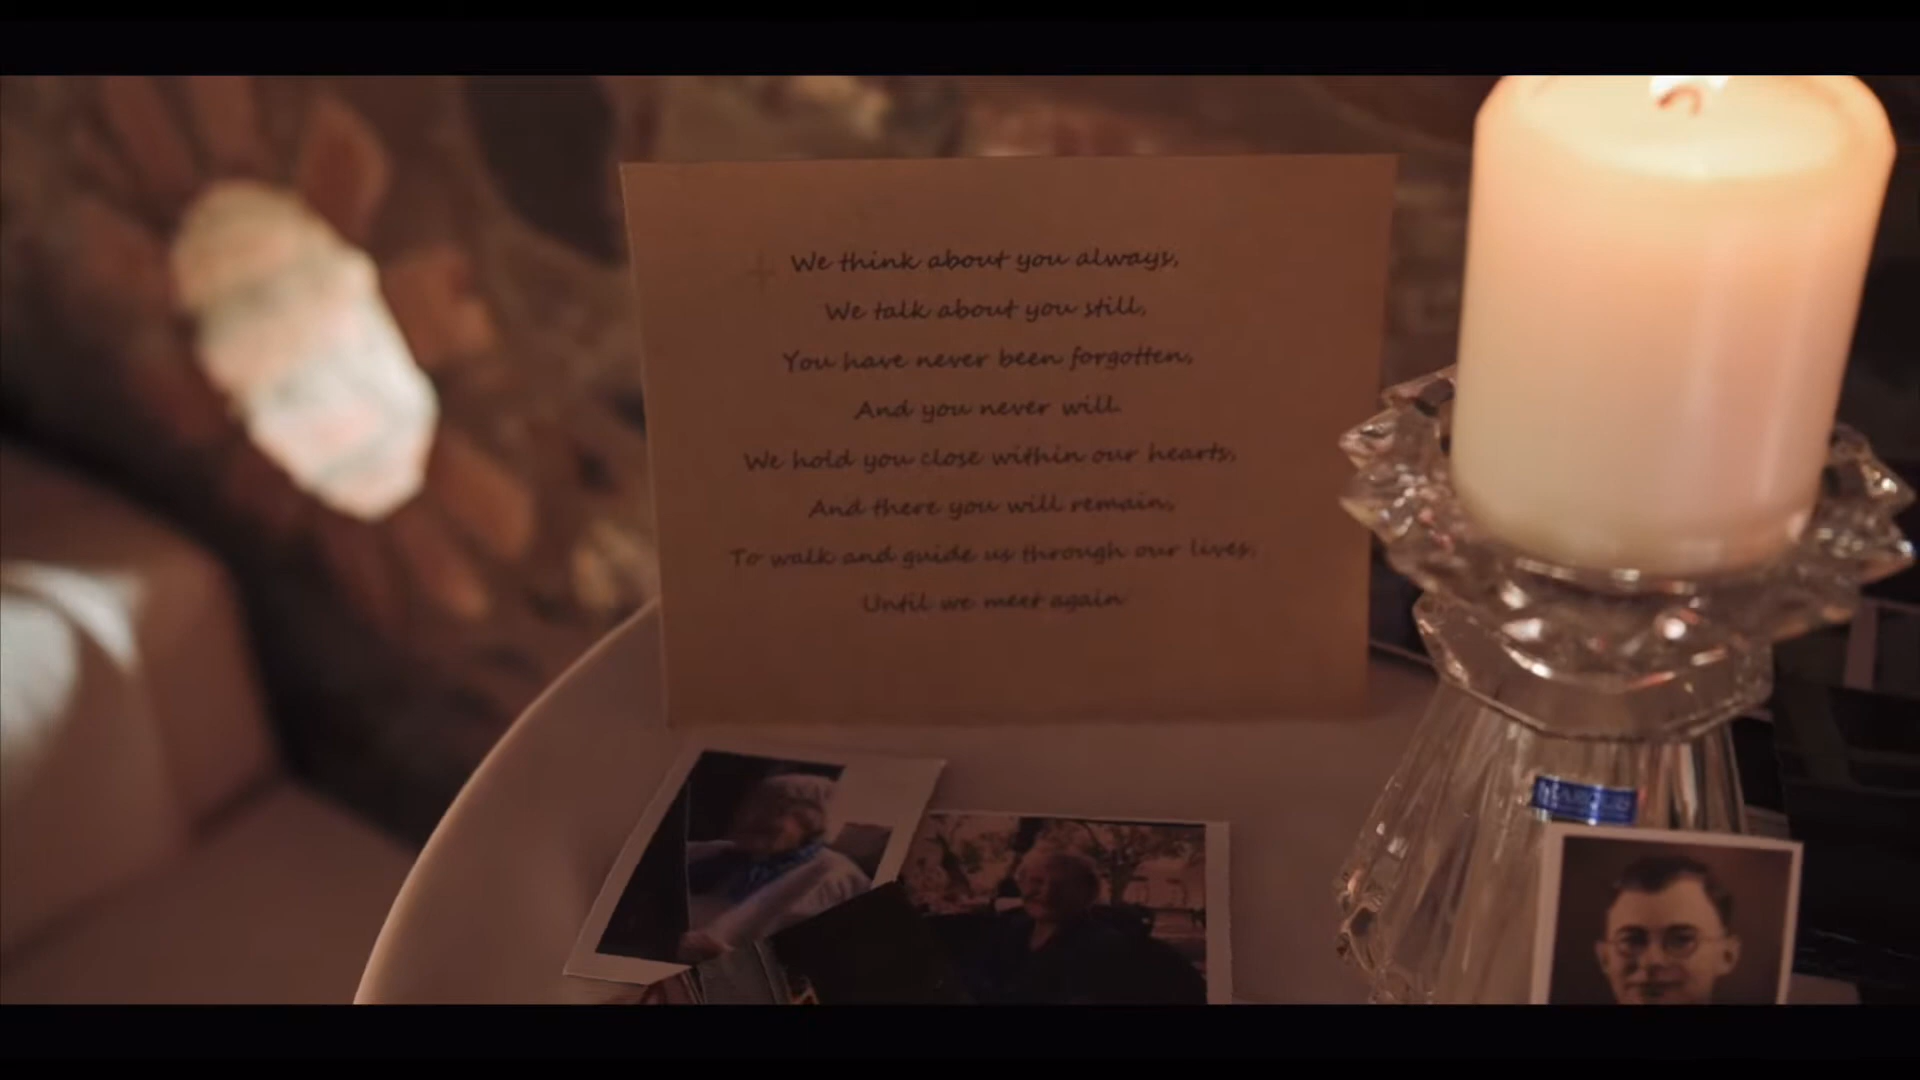 We think about you always,
We talk about you still,
You have never been forgotten,
And you never will.
We hold you close within our hearts,
And there you will remain,
To walk and guide us through our lives,
Until we meet again
MARQUIS